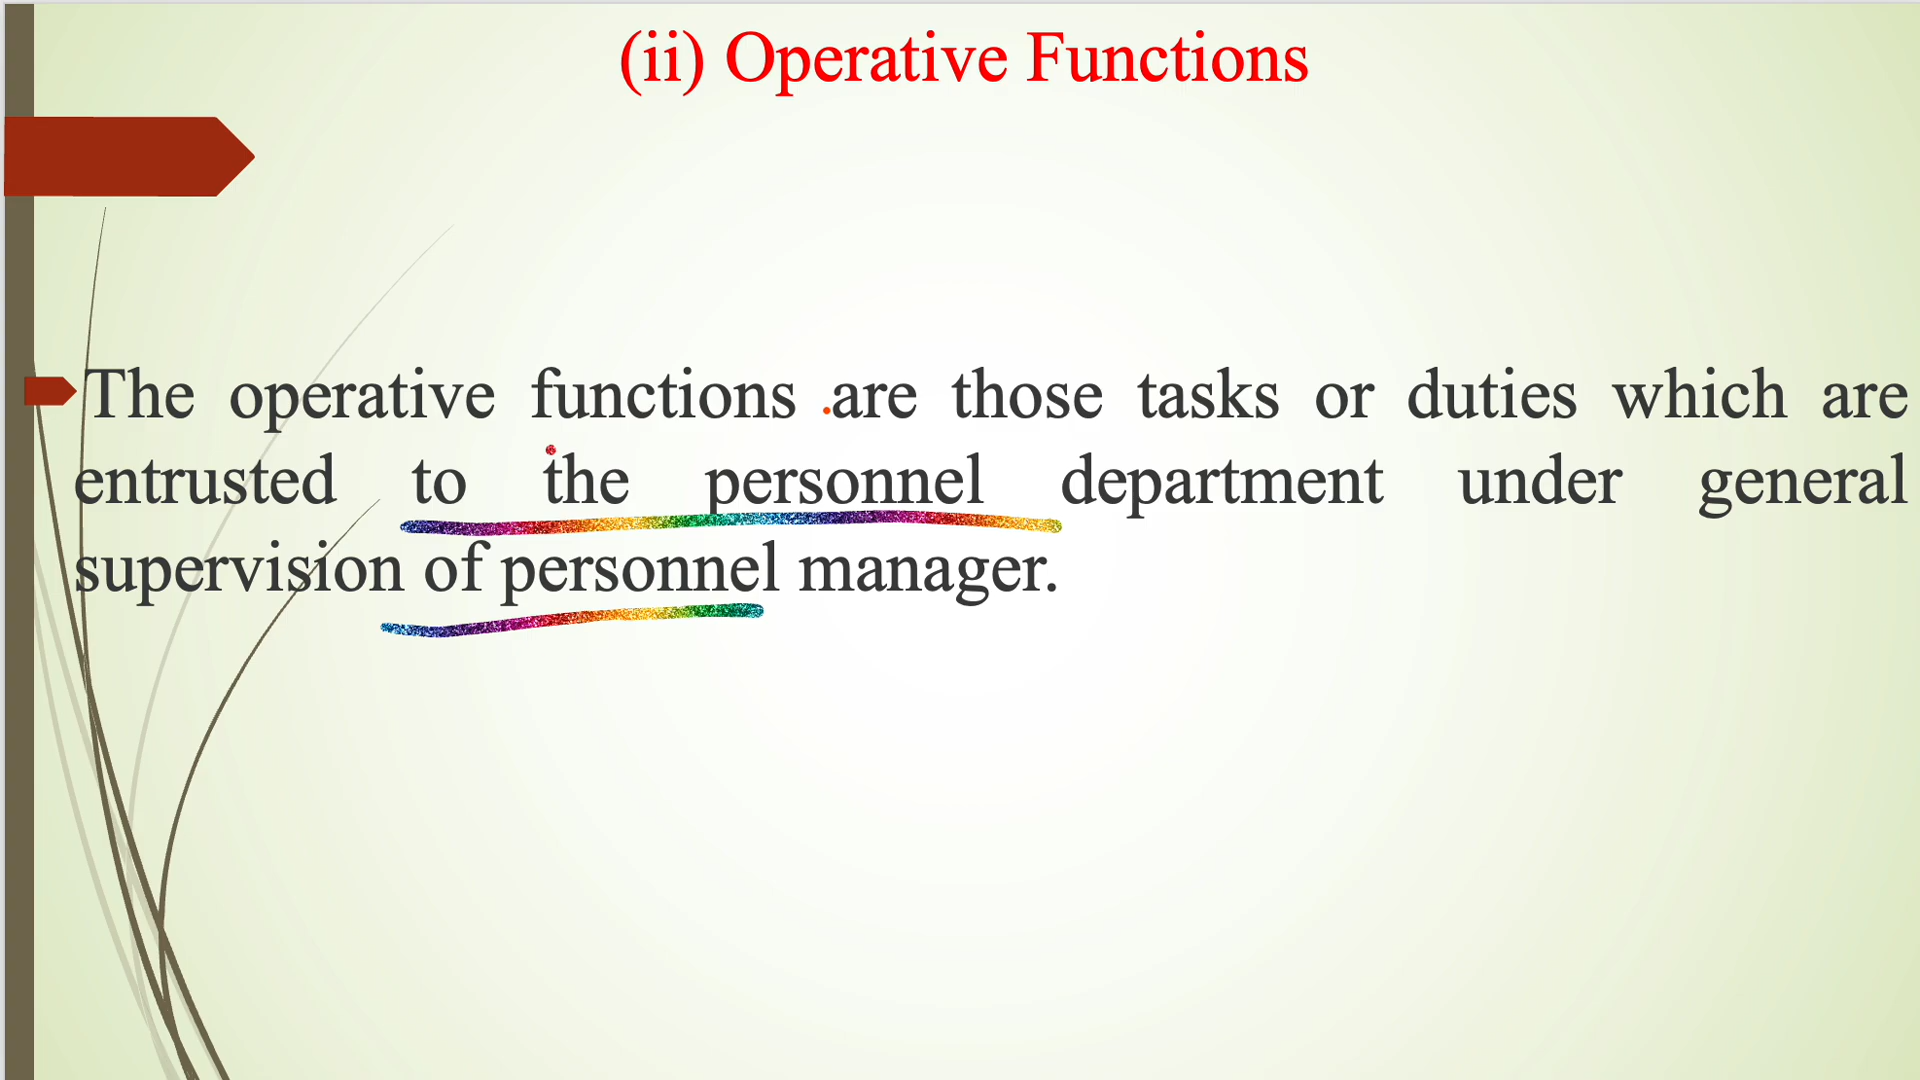 (ii) Operative Functions
The operative functions are those tasks or duties which are
entrusted to the personnel department under general
supervision of personnel manager.